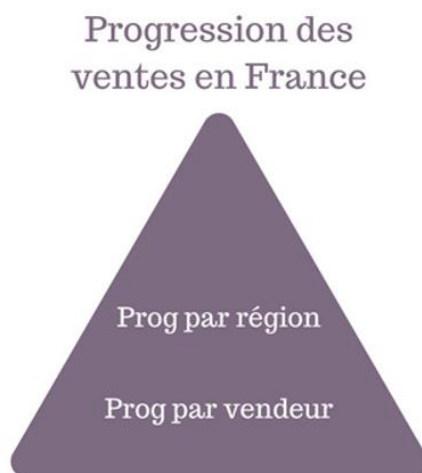 Progression des
ventes en France
Prog par région
Prog par vendeur